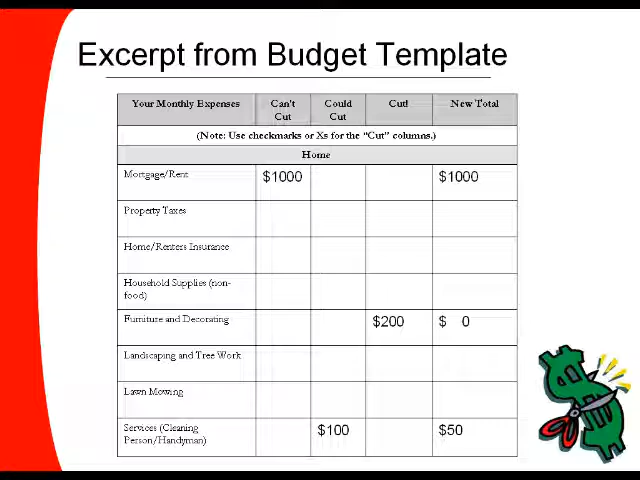 Excerpt from Budget Template
Your Monthly Expenses Can't Cut Could Cut Cut! New Total
(Note: Use checkmarks or Xs for the "Cut" columns.)
Home
Mortgage/Rent $1000 $1000
Property Taxes
Home/Renters Insurance
Household Supplies (non-
food)
Furniture and Decorating $200 $ 0
Landscaping and Tree Work
Lawn Mowing
Services (Cleaning $100 $50
Person/Handyman)